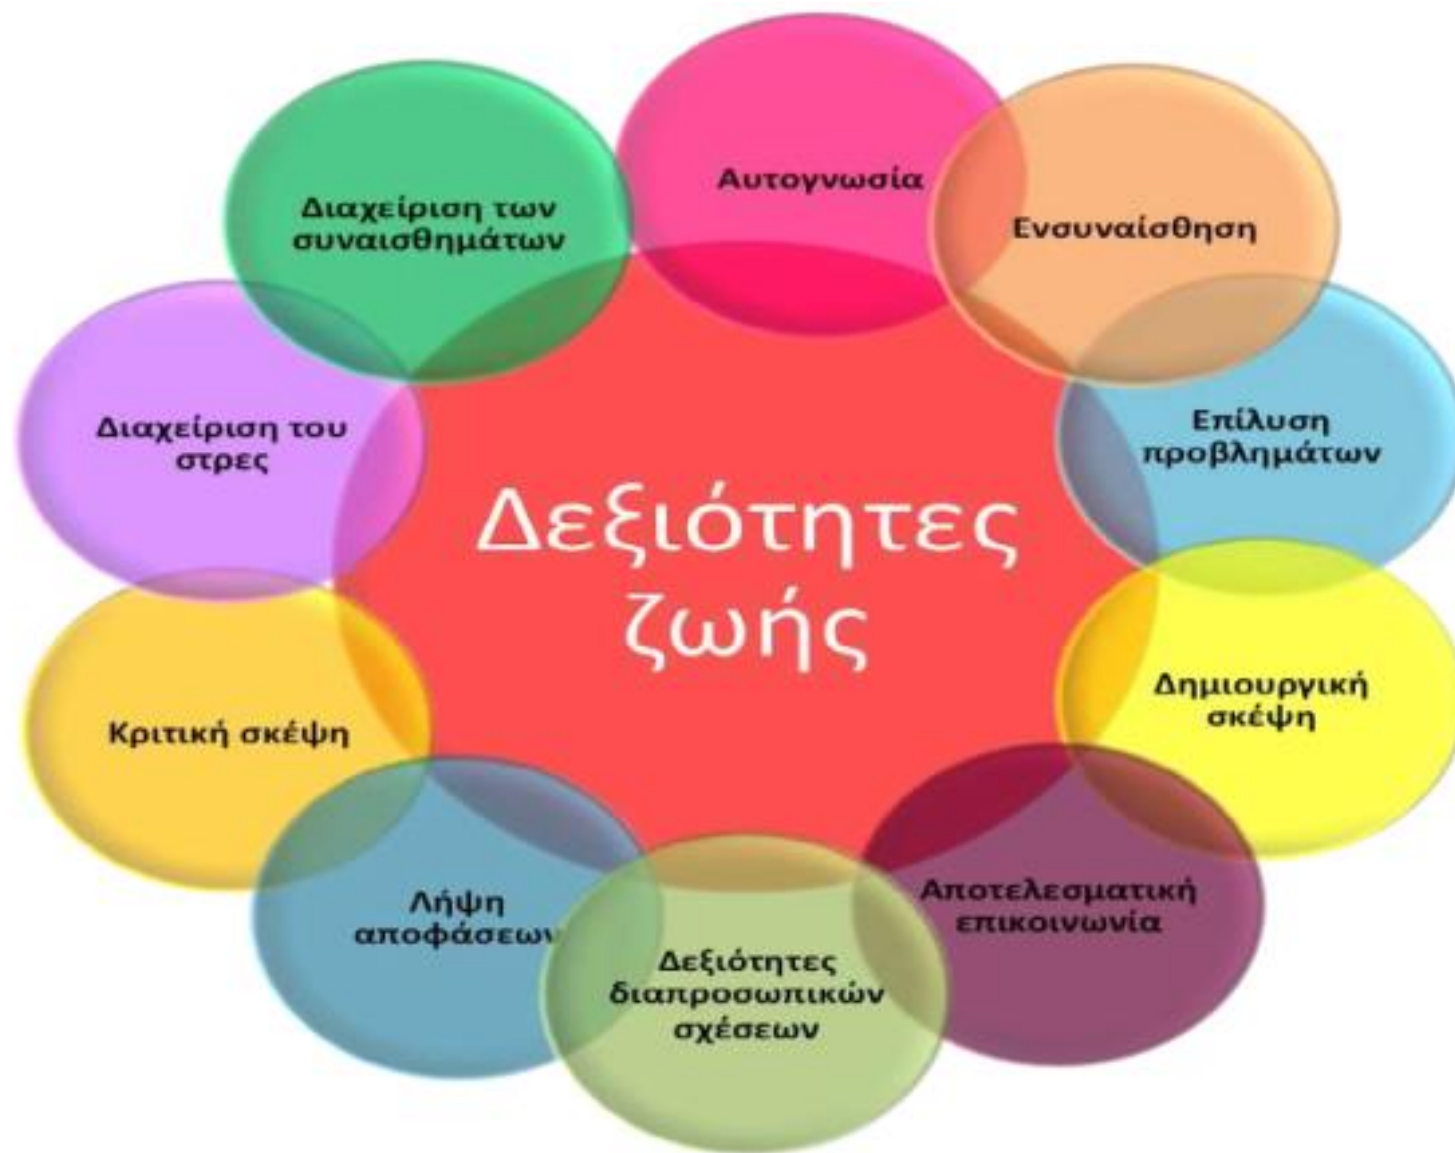 Αυτογνωσία
Ενσυναίσθηση
Επίλυση
προβλημάτων
Δημιουργική
σκέψη
Αποτελεσματική
επικοινωνία
Δεξιότητες
διαπροσωπικών
σχέσεων
Λήψη
αποφάσεων
Κριτική σκέψη
Διαχείριση του
στρες
Διαχείριση των
συναισθημάτων
Δεξιότητες
ζωής